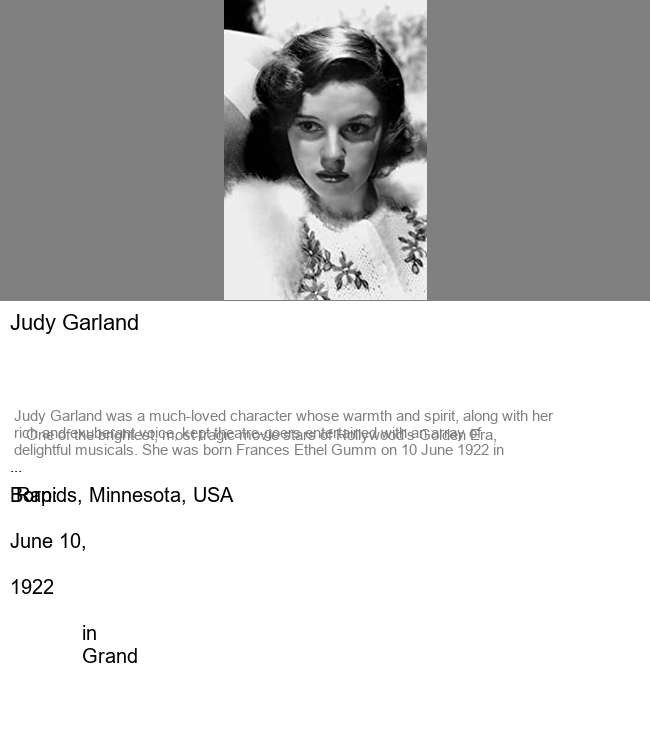 Judy Garland
Judy Garland was a much-loved character whose warmth and spirit, along with her
rich and exuberant voice, kept theatre-goers entertained with an array of
One of the brightest, most tragic movie stars of Hollywood's Golden Era,
delightful musicals. She was born Frances Ethel Gumm on 10 June 1922 in
...
Born
Rapids, Minnesota, USA
June 10,
1922
in
Grand